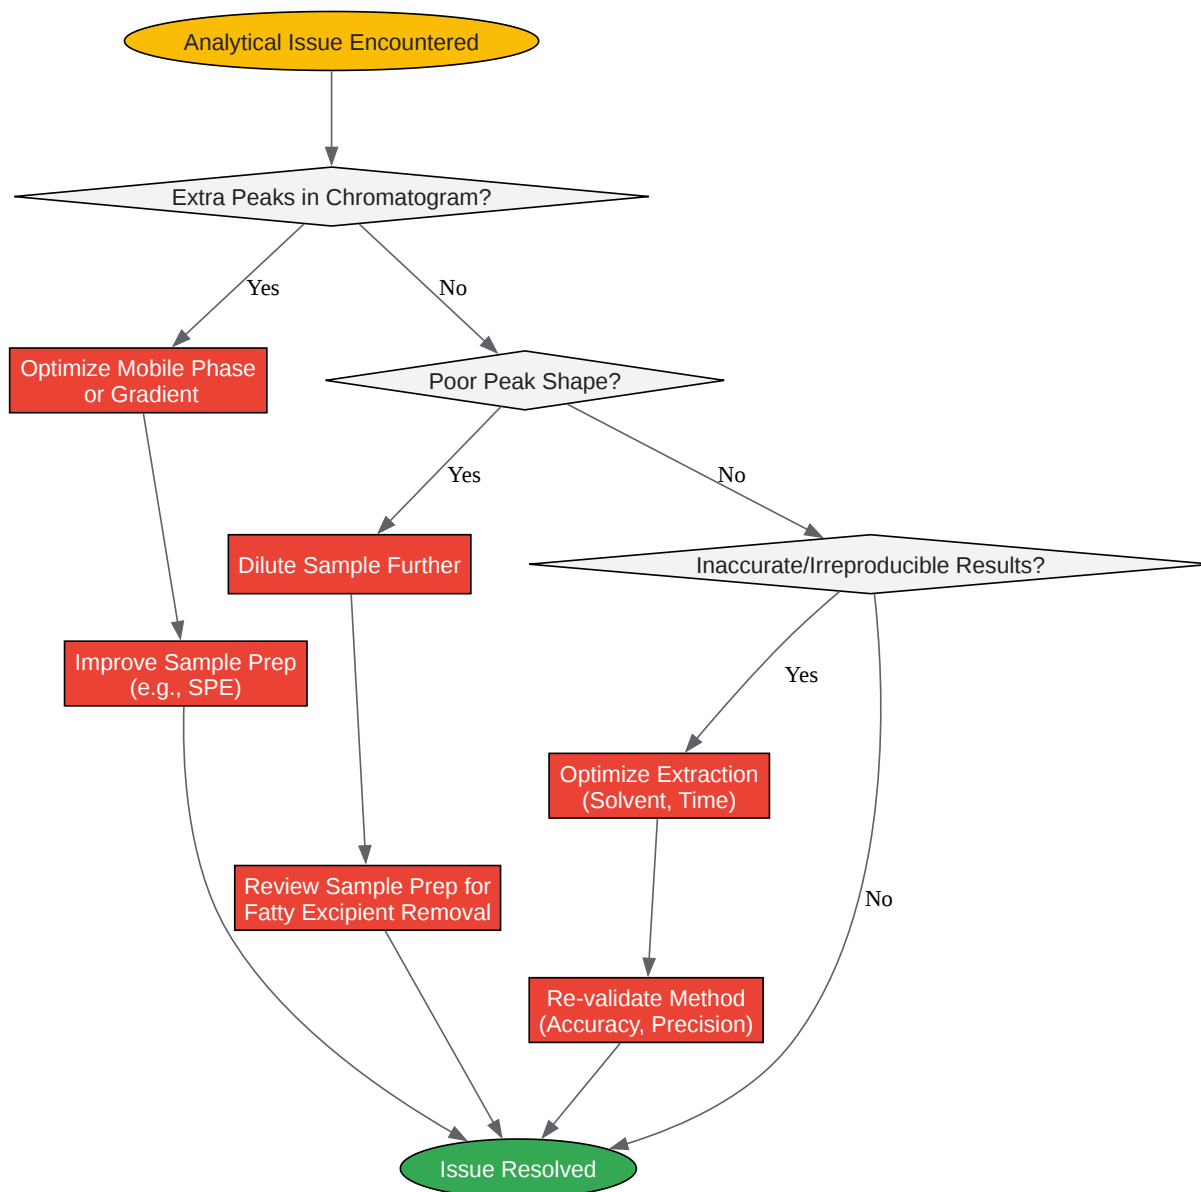 Analytical Issue Encountered
Extra Peaks in Chromatogram?
Yes
No
Optimize Mobile Phase
or Gradient
Poor Peak Shape?
Yes
No
Dilute Sample Further
Inaccurate/Irreproducible Results?
Improve Sample Prep
(e.g., SPE)
Yes
Optimize Extraction
(Solvent, Time)
Review Sample Prep for
Fatty Excipient Removal
No
Re-validate Method
(Accuracy, Precision)
Issue Resolved